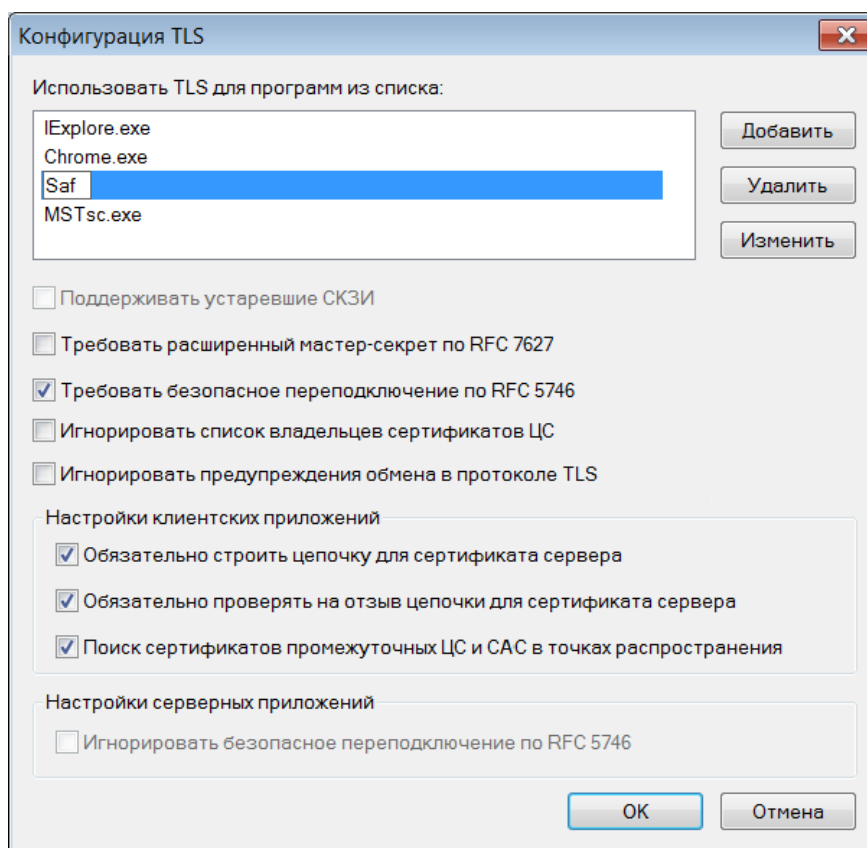 Конфигурация TLS
Использовать TLS для программ из списка:
IExplore.exe
Chrome.exe
Saf
MSTsc.exe
Добавить
Удалить
Изменить
Поддерживать устаревшие СКЗИ
Требовать расширенный мастер-секрет по RFC 7627
Требовать безопасное переподключение по RFC 5746
Игнорировать список владельцев сертификатов ЦС
Игнорировать предупреждения обмена в протоколе TLS
Настройки клиентских приложений
Обязательно строить цепочку для сертификата сервера
Обязательно проверять на отзыв цепочки для сертификата сервера
Поиск сертификатов промежуточных ЦС и САС в точках распространения
Настройки серверных приложений
Игнорировать безопасное переподключение по RFC 5746
OK
Отмена